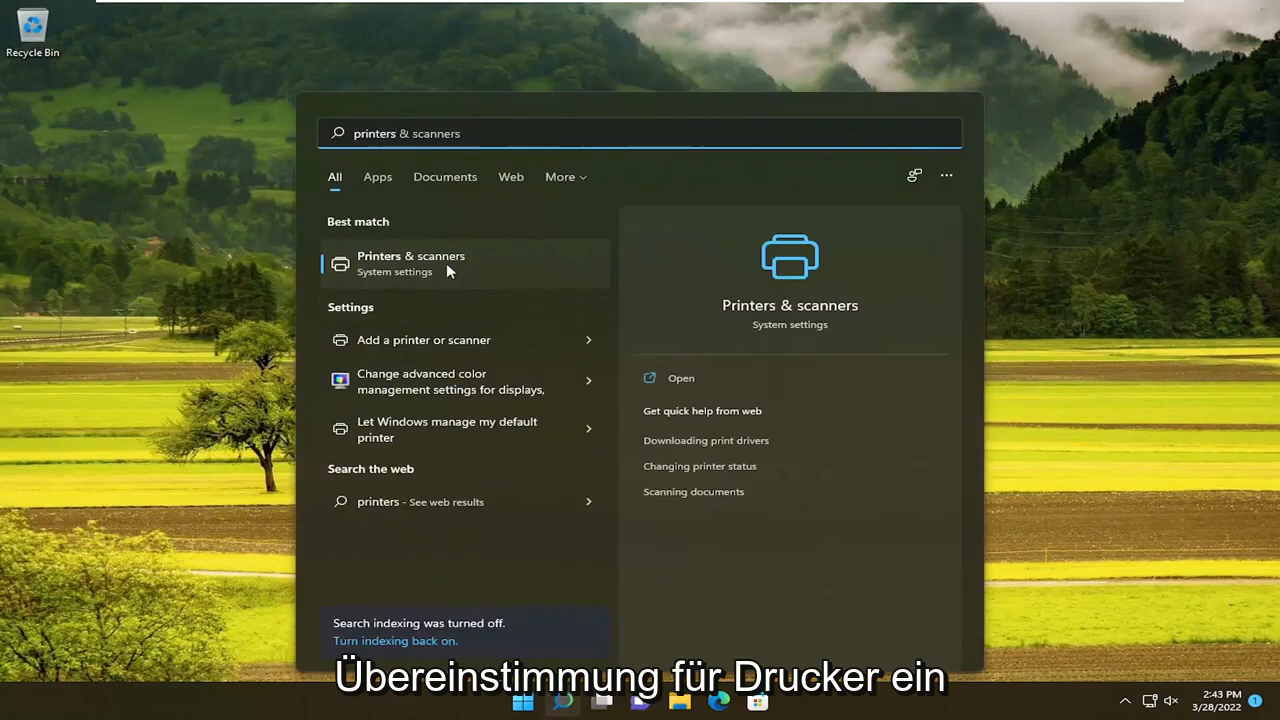 Recycle Bin
printers & scanners
All
Apps
Documents
Web
More
Best match
Printers & scanners
System settings
Settings
Add a printer or scanner
Change advanced color
management settings for displays,
Let Windows manage my default
printer
Search the web
printers - See web results
Search indexing was turned off.
Turn indexing back on.
Printers & scanners
System settings
Open
Get quick help from web
Downloading print drivers
Changing printer status
Scanning documents
Übereinstimmung für Drucker ein
2:43 PM
3/28/2022
1